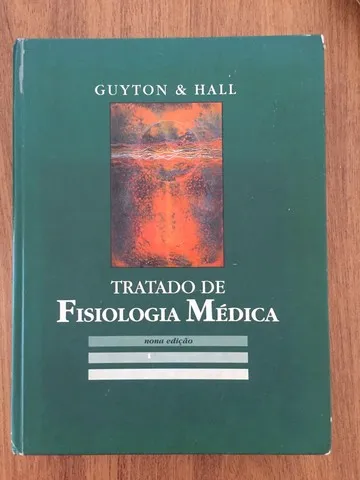 GUYTON & HALL
TRATADO DE
FISIOLOGIA MÉDICA
nona edição